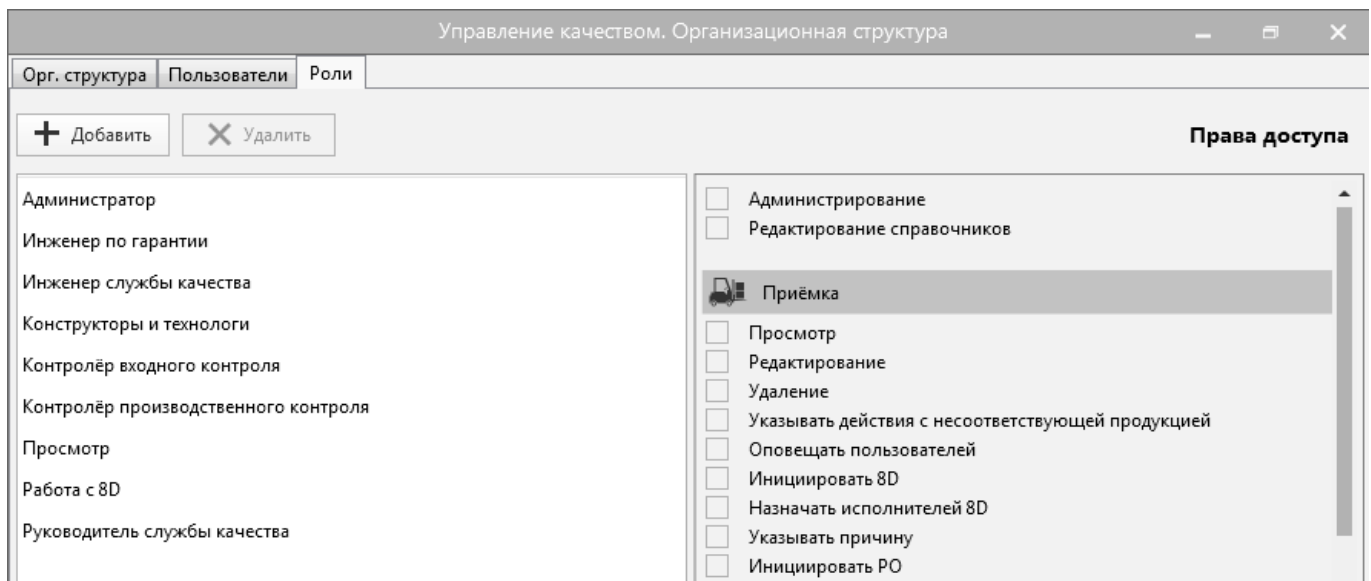 Управление качеством. Организационная структура
Орг. структура Пользователи Роли
Добавить Удалить Права доступа
Администратор
Инженер по гарантии
Инженер службы качества
Конструкторы и технологи
Контролёр входного контроля
Контролёр производственного контроля
Просмотр
Работа с 8D
Руководитель службы качества
Администрирование
Редактирование справочников
Приёмка
Просмотр
Редактирование
Удаление
Указывать действия с несоответствующей продукцией
Оповещать пользователей
Инициировать 8D
Назначать исполнителей 8D
Указывать причину
Инициировать РО